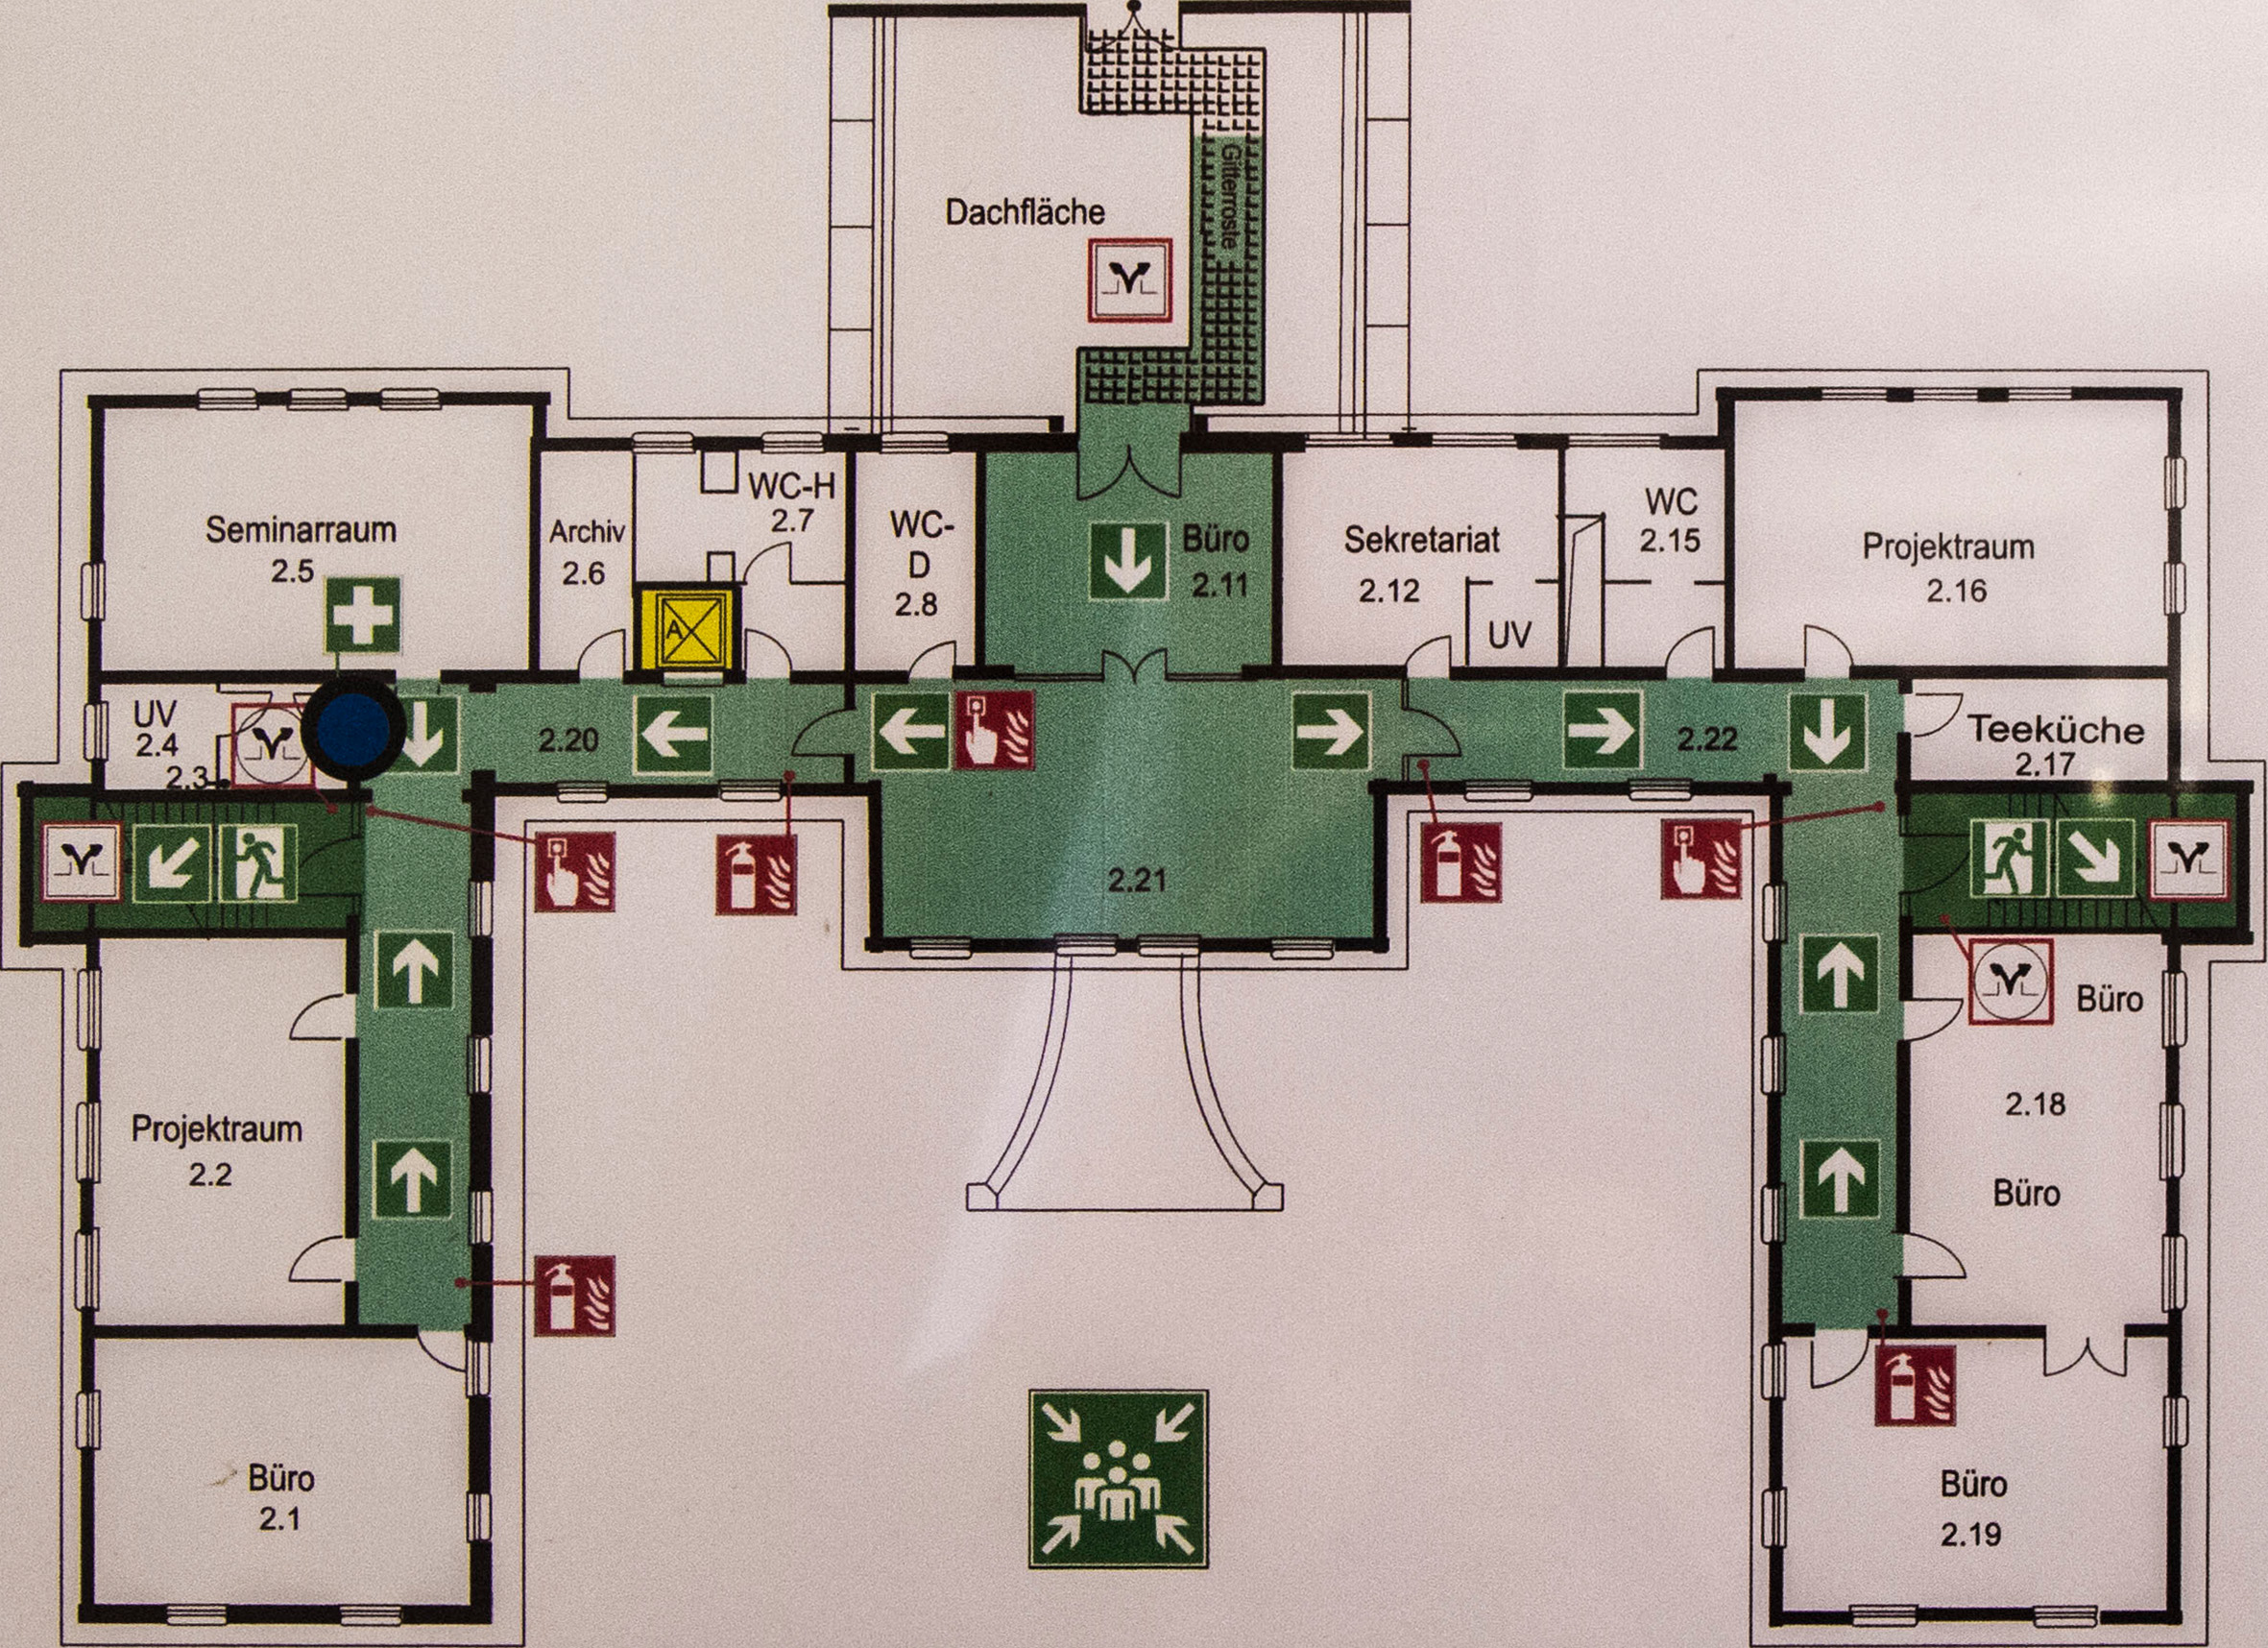 Gitterroste
Dachfläche
Seminarraum
2.5
Archiv
2.6
WC-H
2.7
WC-
D
2.8
Büro
2.11
Sekretariat
2.12
UV
WC
2.15
Projektraum
2.16
A
UV
2.4
2.3
2.20
2.22
Teeküche
2.17
2.21
Projektraum
2.2
Büro
2.18
Büro
Büro
2.1
Büro
2.19